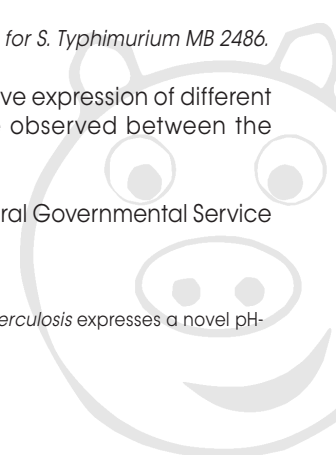 for S. Typhimurium MB 2486.
ve expression of different
observed between the
ral Governmental Service
erculosis expresses a novel pH-